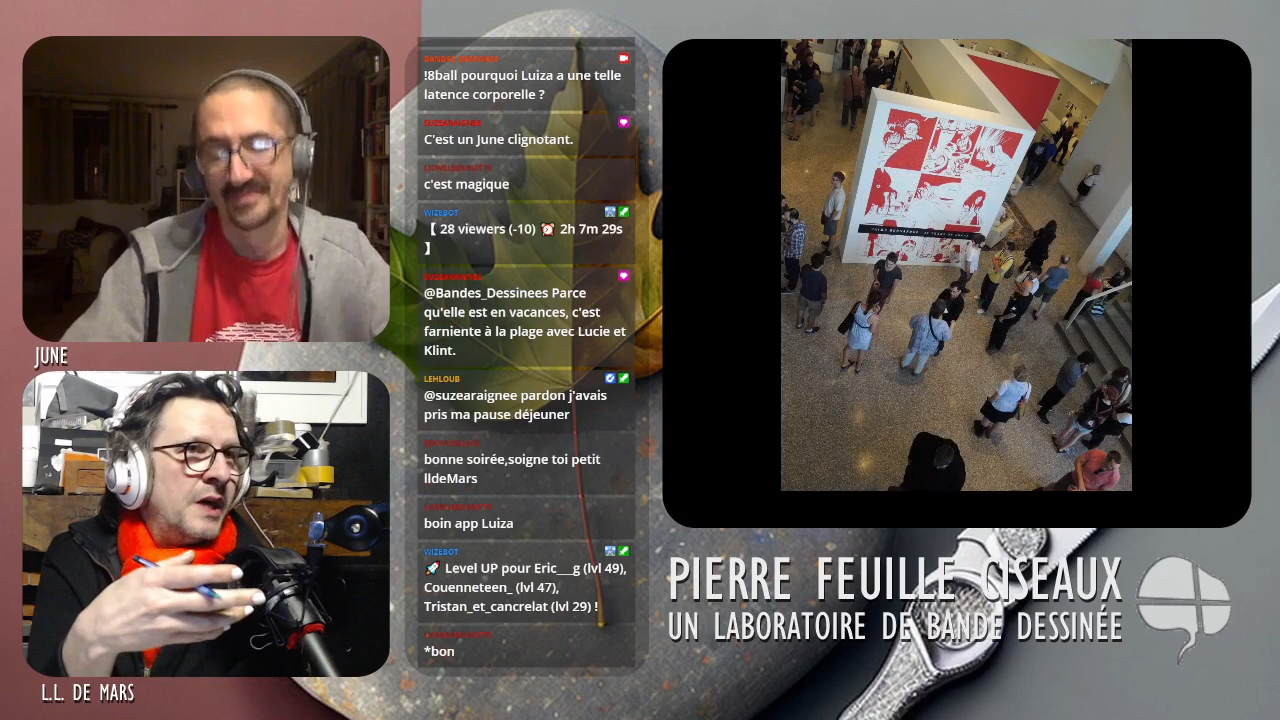 !8ball pourquoi Luiza a une telle
latence corporelle ?
SUZEARAIGNEE
C'est un June clignotant.
c'est magique
WIZEBOT
【 28 viewers (-10) ⏰ 2h 7m 29s
】
@Bandes_Dessinees Parce
qu'elle est en vacances, c'est
farniente à la plage avec Lucie et
Klint.
LEHLOUB
@suzearaignee pardon j'avais
pris ma pause déjeuner
bonne soirée,soigne toi petit
lldeMars
boin app Luiza
WIZEBOT
🚀 Level UP pour Eric___g (lvl 49),
Couenneteen_ (lvl 47),
Tristan_et_cancrelat (lvl 29) !
*bon
JUNE
L.L. DE MARS
PIERRE FEUILLE CISEAUX
UN LABORATOIRE DE BANDE DESSINÉE